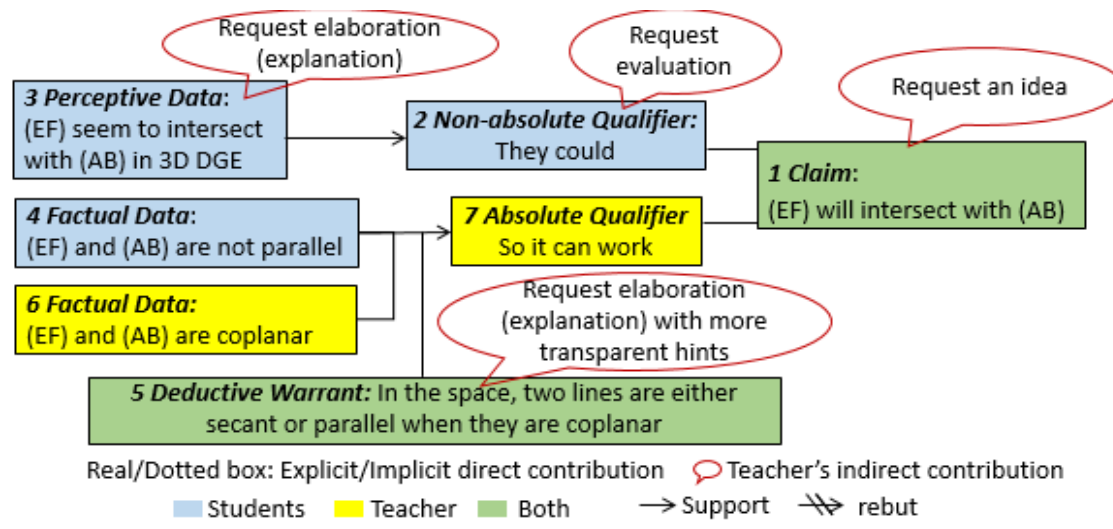 Request elaboration
(explanation)
Request
evaluation
Request an idea
3 Perceptive Data:
(EF) seem to intersect
with (AB) in 3D DGE
2 Non-absolute Qualifier:
They could
1 Claim:
(EF) will intersect with (AB)
4 Factual Data:
(EF) and (AB) are not parallel
7 Absolute Qualifier
So it can work
6 Factual Data:
(EF) and (AB) are coplanar
Request elaboration
(explanation) with more
transparent hints
5 Deductive Warrant: In the space, two lines are either
secant or parallel when they are coplanar
Real/Dotted box: Explicit/Implicit direct contribution Teacher’s indirect contribution
Students Teacher Both Support rebut